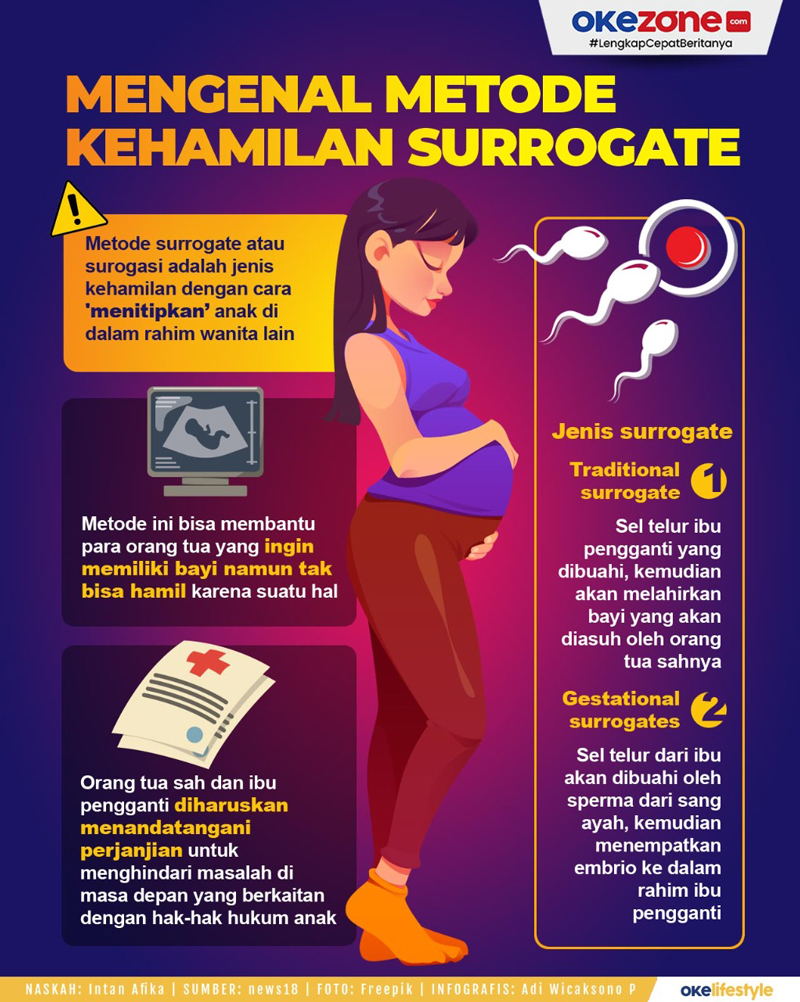 okezone.com
#LengkapCepatBeritanya
MENGENAL METODE
KEHAMILAN SURROGATE
Metode surrogate atau
surogasi adalah jenis
kehamilan dengan cara
'menitipkan’ anak di
dalam rahim wanita lain
Metode ini bisa membantu
para orang tua yang ingin
memiliki bayi namun tak
bisa hamil karena suatu hal
Orang tua sah dan ibu
pengganti diharuskan
menandatangani
perjanjian untuk
menghindari masalah di
masa depan yang berkaitan
dengan hak-hak hukum anak
Jenis surrogate
Traditional
surrogate 1
Sel telur ibu
pengganti yang
dibuahi, kemudian
akan melahirkan
bayi yang akan
diasuh oleh orang
tua sahnya
Gestational
surrogates 2
Sel telur dari ibu
akan dibuahi oleh
sperma dari sang
ayah, kemudian
menempatkan
embrio ke dalam
rahim ibu
pengganti
NASKAH: Intan Afika | SUMBER: news18 | FOTO: Freepik | INFOGRAFIS: Adi Wicaksono P
okelifestyle